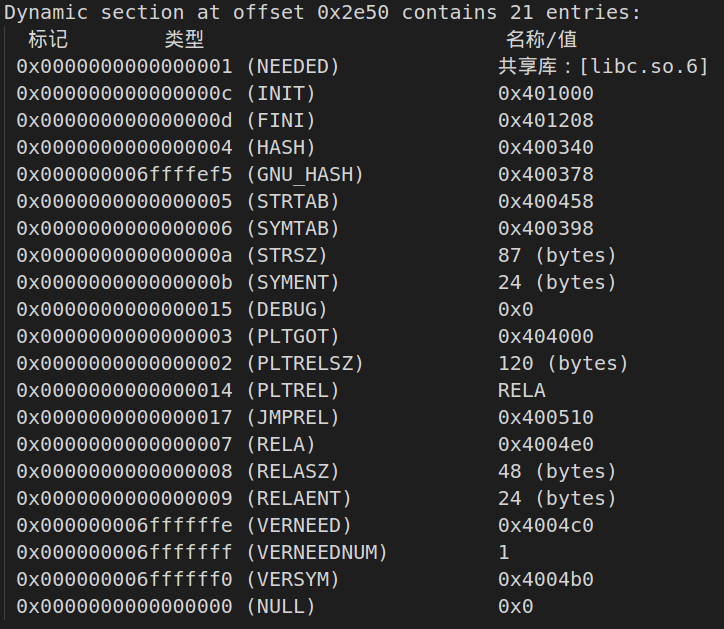 Dynamic section at offset 0x2e50 contains 21 entries:
标记 类型 名称/值
0x0000000000000001 (NEEDED) 共享库：[libc.so.6]
0x000000000000000c (INIT) 0x401000
0x000000000000000d (FINI) 0x401208
0x0000000000000004 (HASH) 0x400340
0x000000006ffffef5 (GNU_HASH) 0x400378
0x0000000000000005 (STRTAB) 0x400458
0x0000000000000006 (SYMTAB) 0x400398
0x000000000000000a (STRSZ) 87 (bytes)
0x000000000000000b (SYMENT) 24 (bytes)
0x0000000000000015 (DEBUG) 0x0
0x0000000000000003 (PLTGOT) 0x404000
0x0000000000000002 (PLTRELSZ) 120 (bytes)
0x0000000000000014 (PLTREL) RELA
0x0000000000000017 (JMPREL) 0x400510
0x0000000000000007 (RELA) 0x4004e0
0x0000000000000008 (RELASZ) 48 (bytes)
0x0000000000000009 (RELAENT) 24 (bytes)
0x000000006ffffffe (VERNEED) 0x4004c0
0x000000006fffffff (VERNEEDNUM) 1
0x000000006ffffff0 (VERSYM) 0x4004b0
0x0000000000000000 (NULL) 0x0